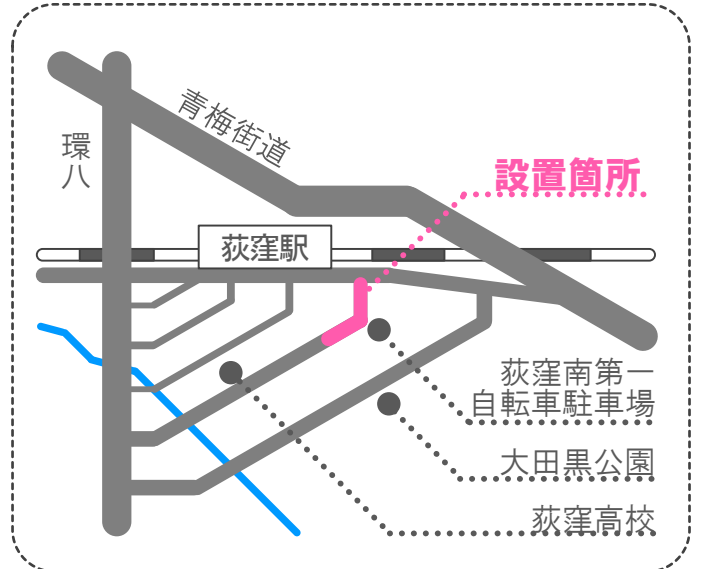 青梅街道
環八
設置箇所
荻窪駅
荻窪南第一
自転車駐車場
大田黒公園
荻窪高校